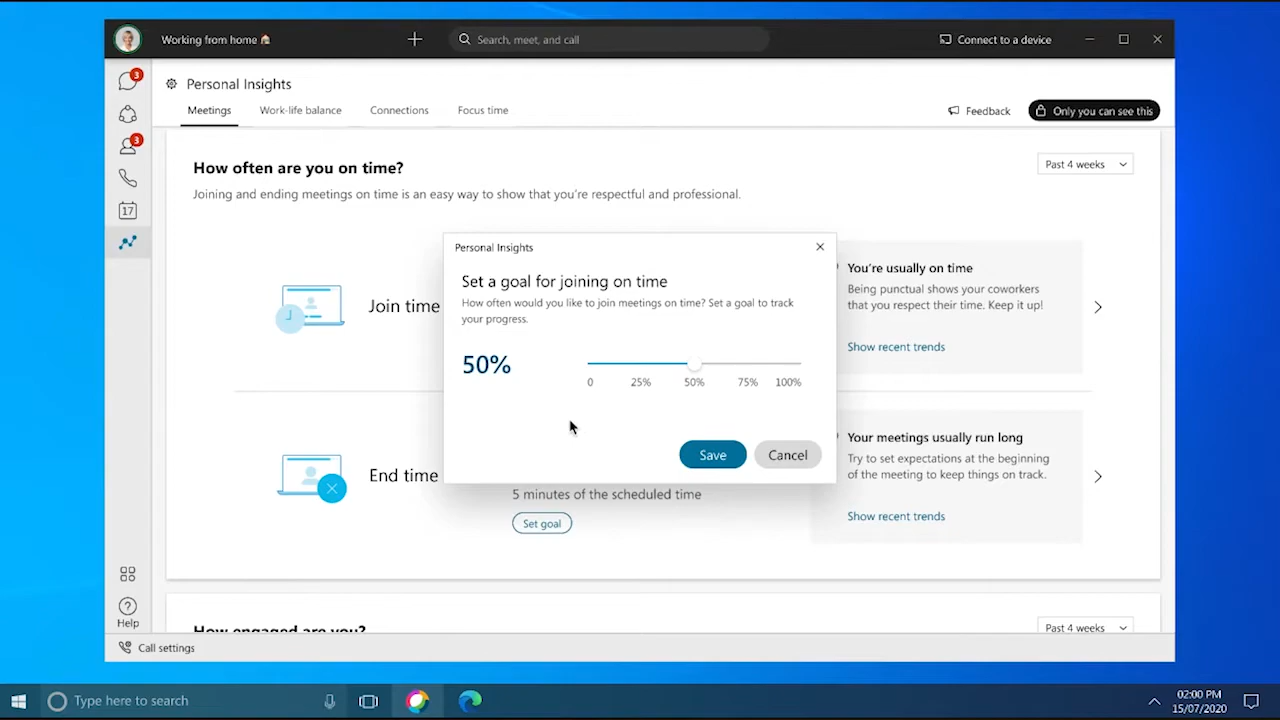 Working from home
Search, meet, and call
Connect to a device
3
Personal Insights
Meetings
Work-life balance
Connections
Focus time
Feedback
Only you can see this
3
17
How often are you on time?
Past 4 weeks
Joining and ending meetings on time is an easy way to show that you're respectful and professional.
Personal Insights
Set a goal for joining on time
How often would you like to join meetings on time? Set a goal to track
your progress.
50%
0 25% 50% 75% 100%
Save
Cancel
Join time
You're usually on time
Being punctual shows your coworkers
that you respect their time. Keep it up!
Show recent trends
End time
5 minutes of the scheduled time
Set goal
Your meetings usually run long
Try to set expectations at the beginning
of the meeting to keep things on track.
Show recent trends
How engaged are you?
Past 4 weeks
Help
Call settings
Type here to search
02:00 PM
15/07/2020